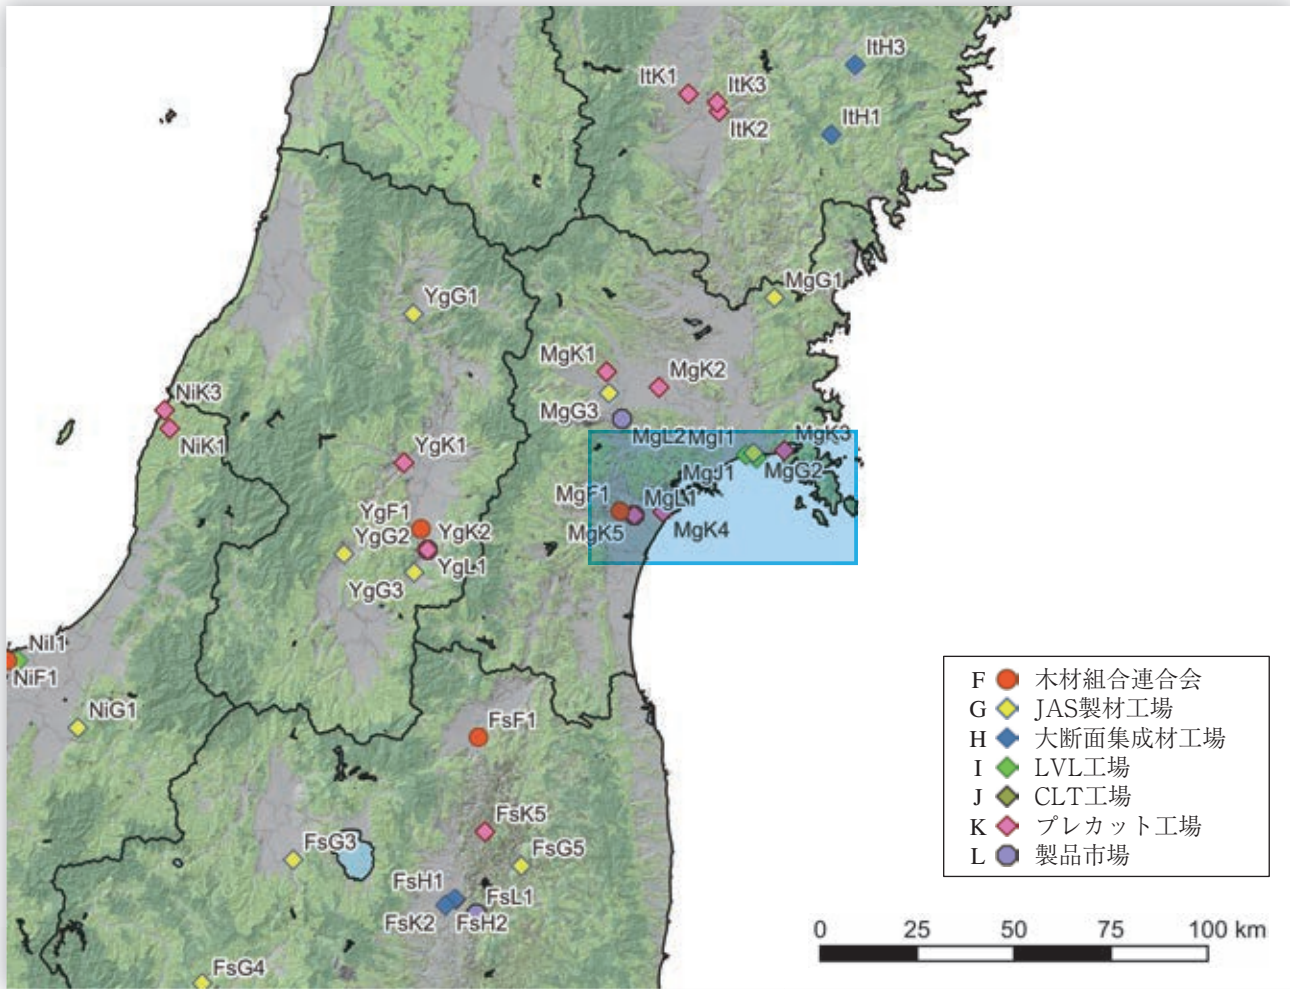 ItH3
ItK1
ItK3
ItH1
ItK2
MgG1
YgG1
MgK1
MgK2
NiK3
MgG3
NiK1
MgL2
MgI1
MgK3
YgK1
MgJ1
MgG2
MgF1
MgL1
YgF1
MgK5
MgK4
YgG2
YgK2
YgL1
YgG3
NiI1
NiF1
NiG1
FsF1
FsK5
FsG3
FsG5
FsH1
FsL1
FsK2
FsH2
FsG4
F 木材組合連合会
G JAS製材工場
H 大断面集成材工場
I LVL工場
J CLT工場
K プレカット工場
L 製品市場
0 25 50 75 100 km